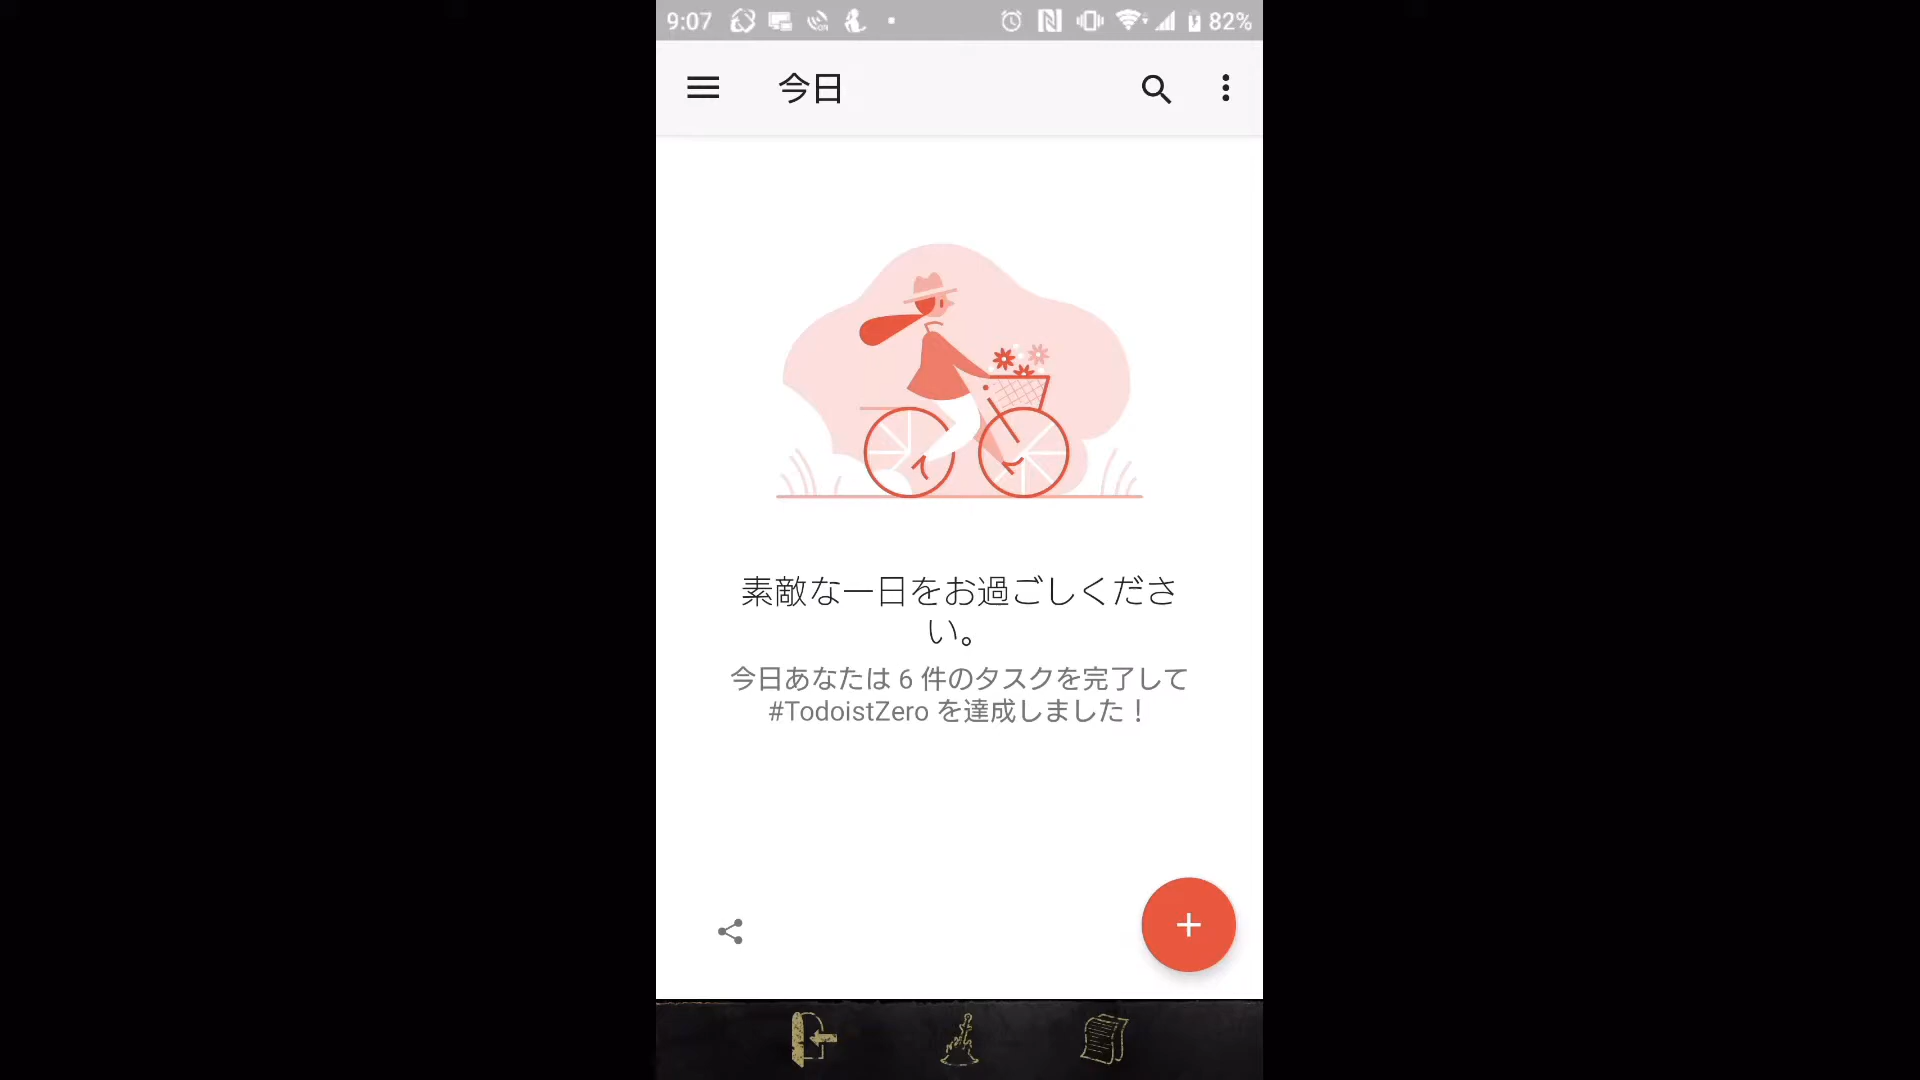 9:07
82%
今日
素敵な一日をお過ごしくださ
い。
今日あなたは 6 件のタスクを完了して
#TodoistZero を達成しました！